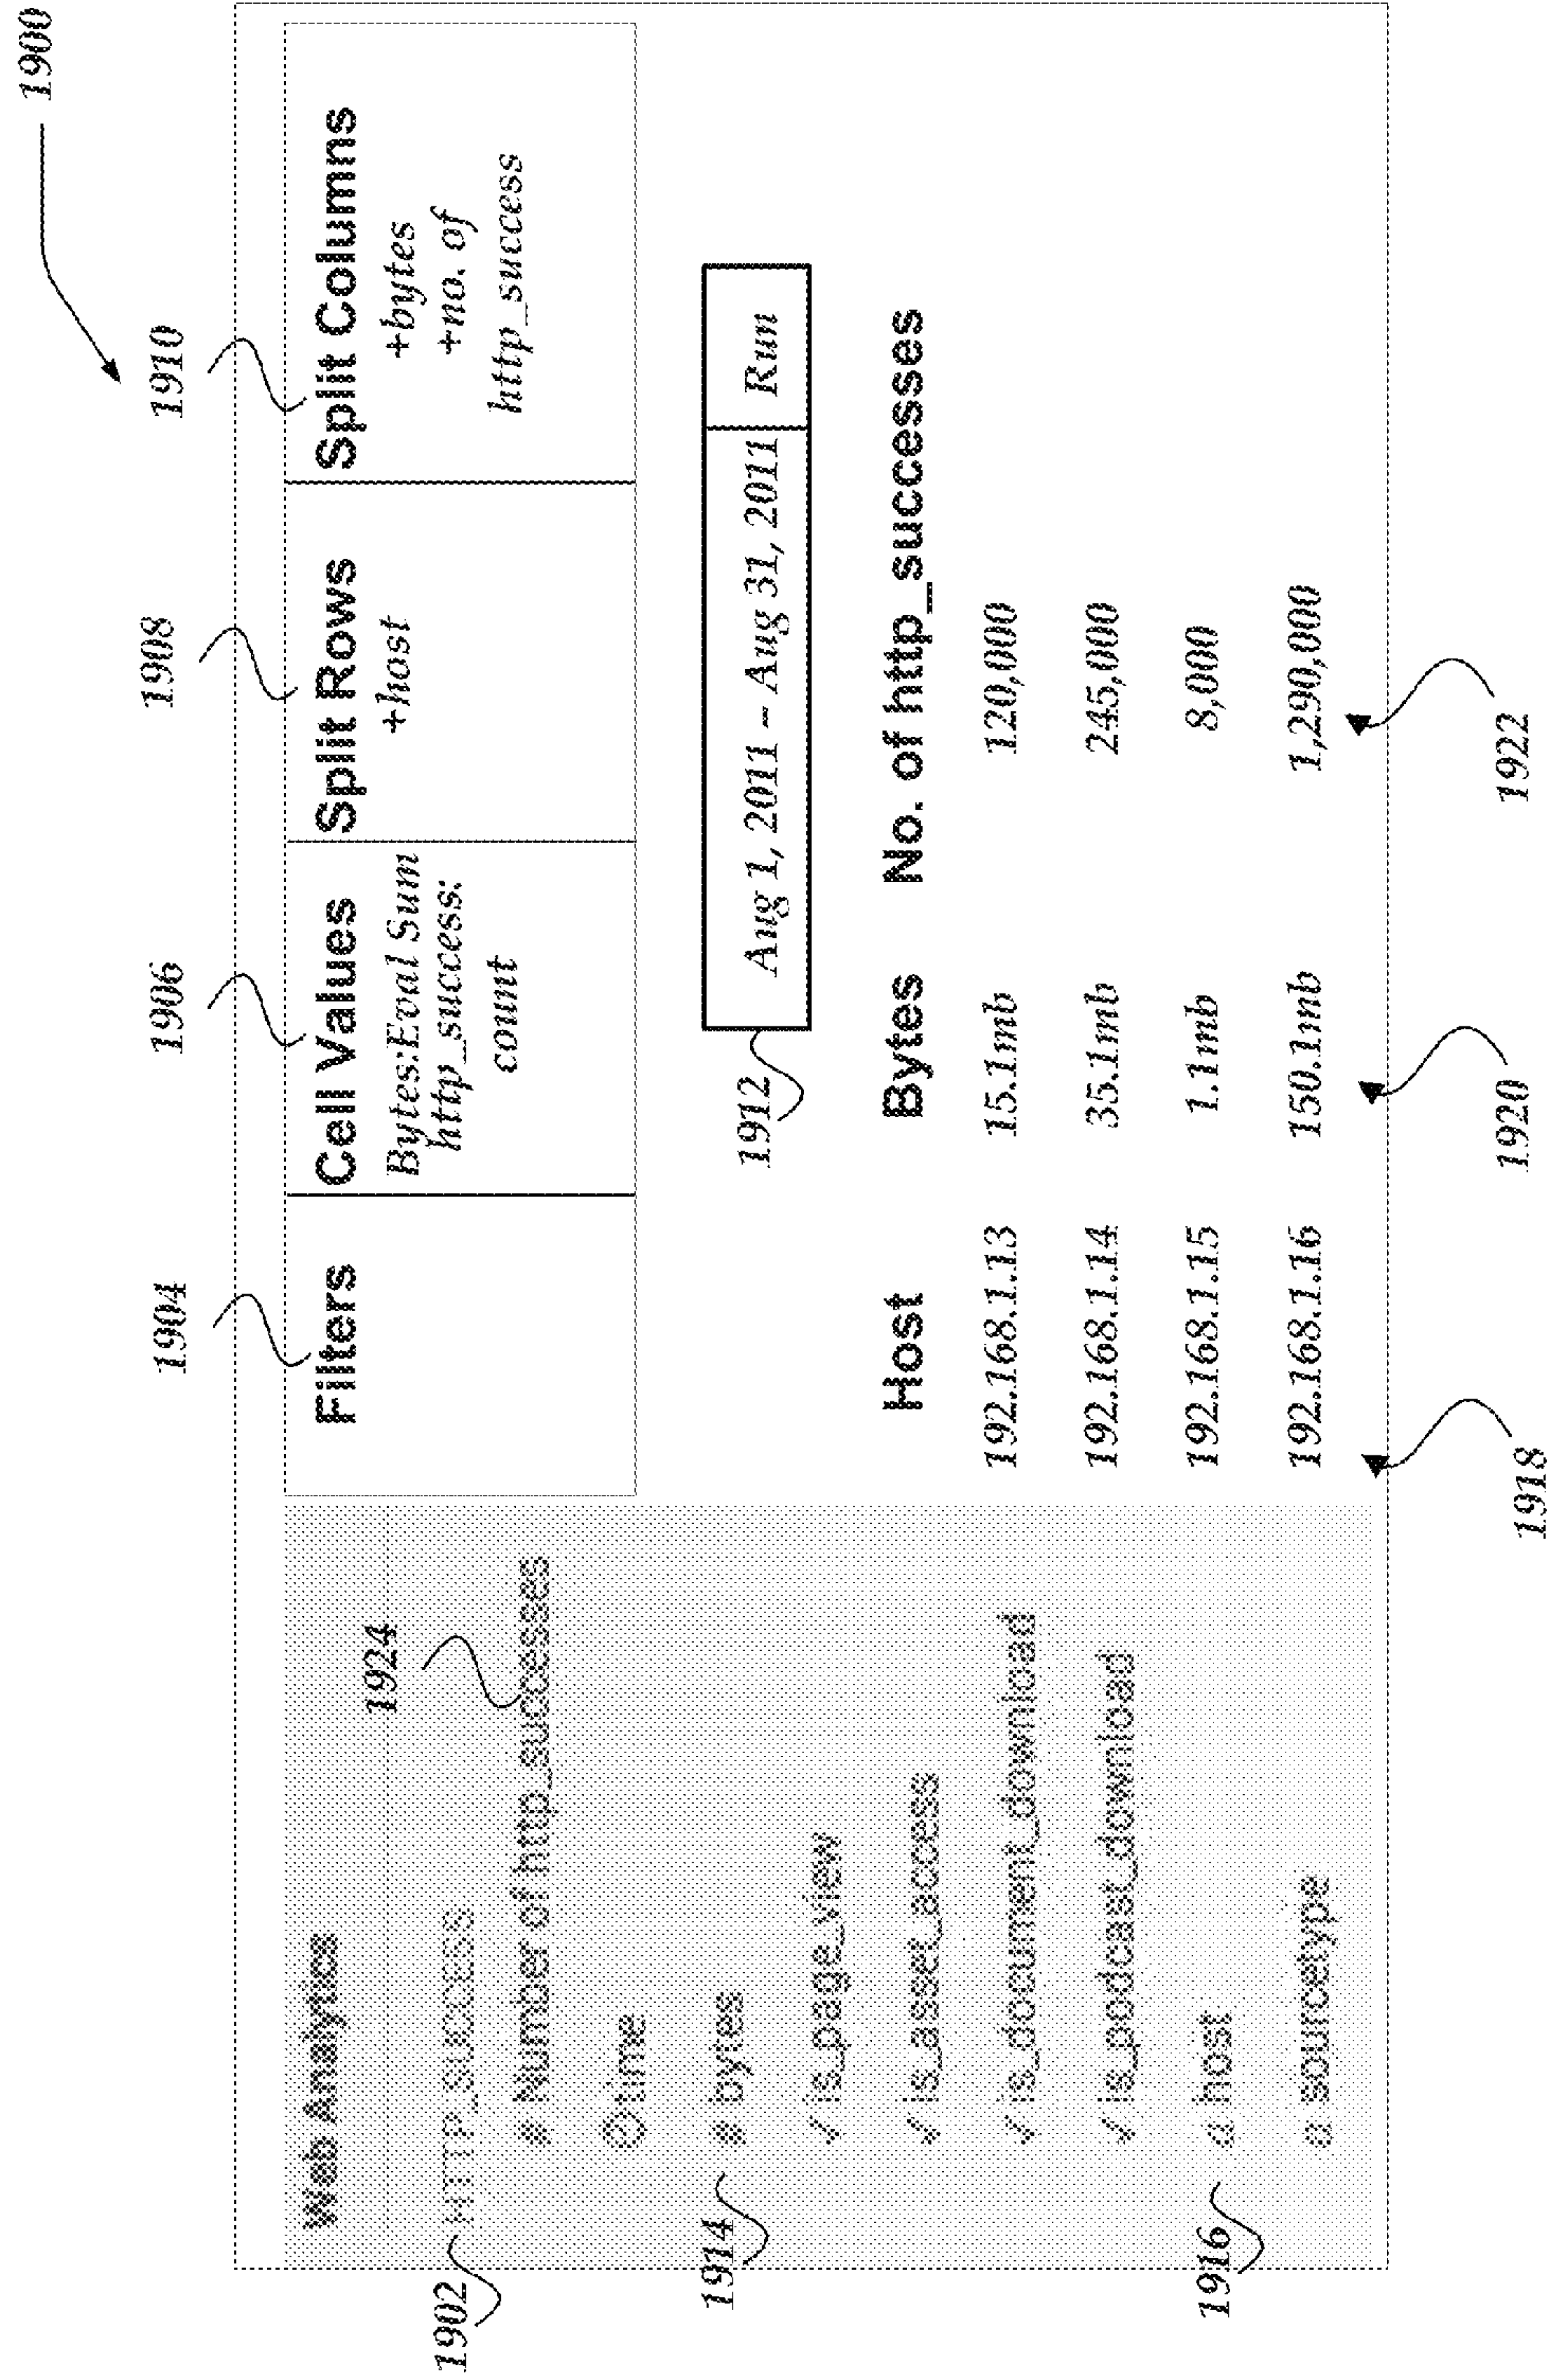 1900
1904
1906
1908
1910
Web Analytics
1902
HTTP_SUCCESS
1924
# Number of http_successes
time
1914
# bytes
✓ is_page_view
✓ is_asset_access
✓ is_document_download
✓ is_podcast_download
1916
a host
a sourcetype
Filters
Cell Values
Bytes:Eval Sum
http_success:
count
Split Rows
+host
Split Columns
+bytes
+no. of
http_success
1912
Aug 1, 2011 – Aug 31, 2011 Run
Host Bytes No. of http_successes
192.168.1.13 15.1mb 120,000
192.168.1.14 35.1mb 245,000
192.168.1.15 1.1mb 8,000
192.168.1.16 150.1mb 1,290,000
1918
1920
1922